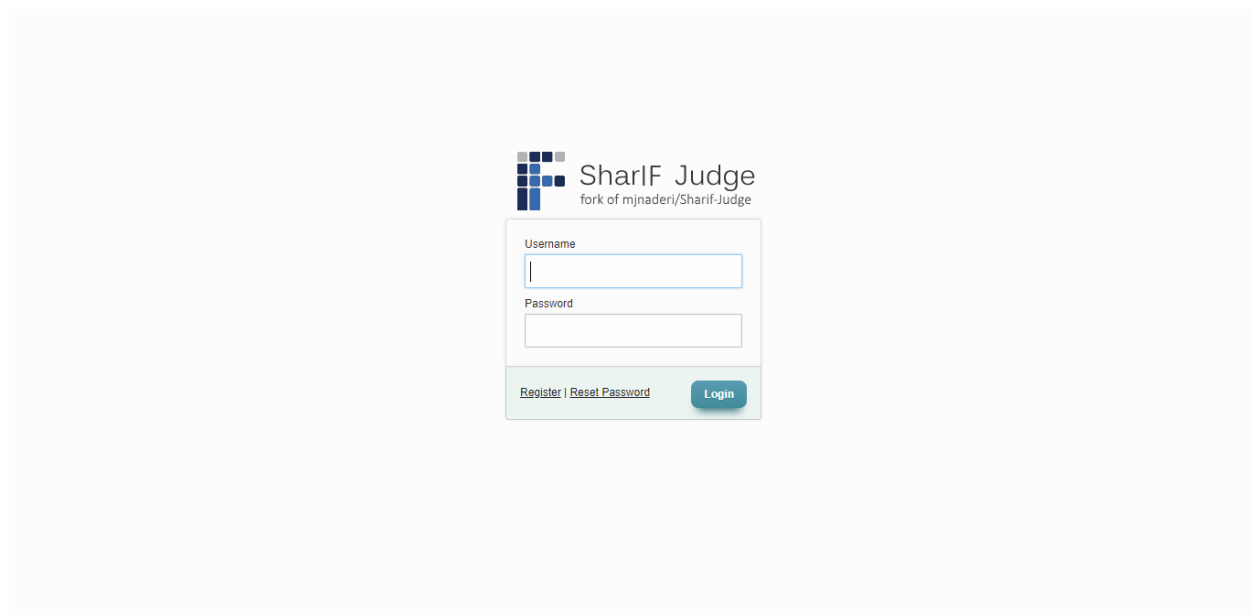 SharIF Judge
fork of mjnaderi/Sharif-Judge
Username
Password
Register | Reset Password
Login